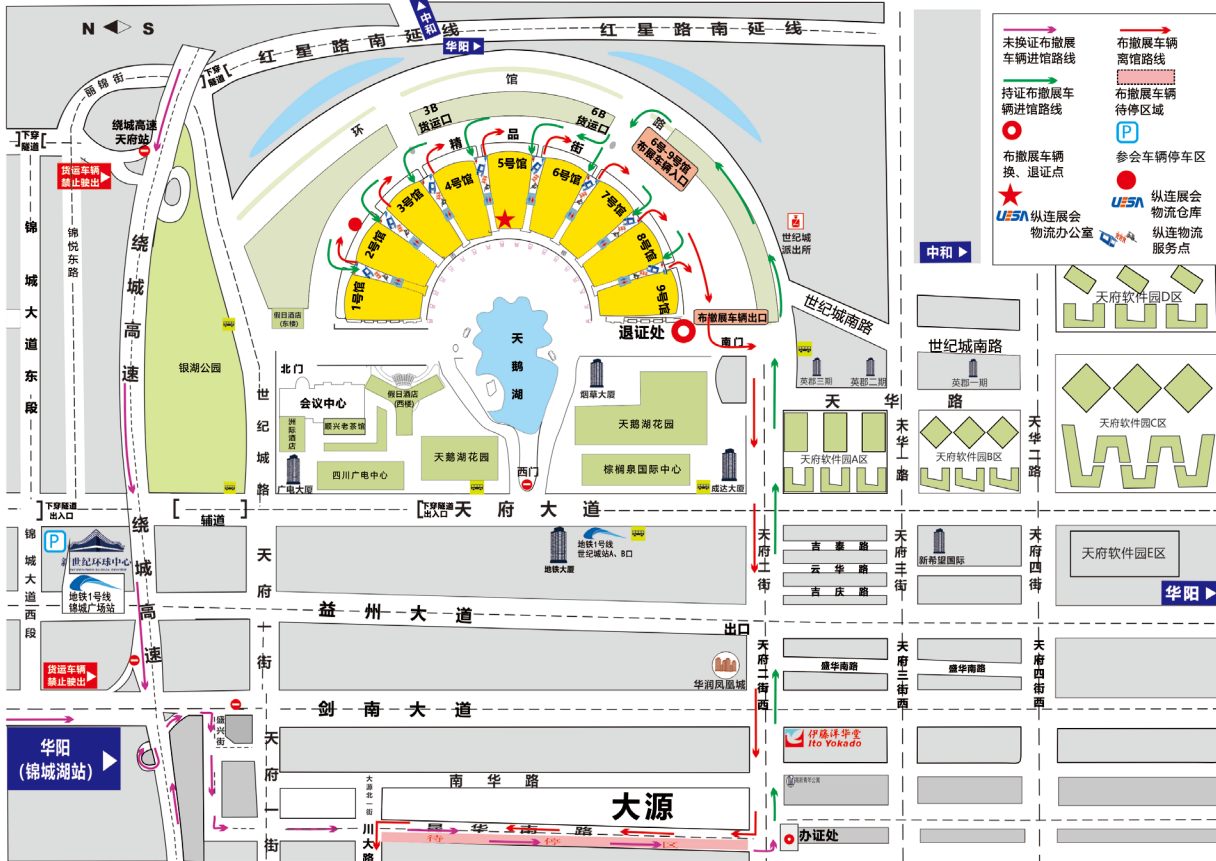 N S
中和
华阳
红星路南延线
红星路南延线
下穿
隧道
丽锦街
绕城高速
天府站
下穿
隧道
货运车辆
禁止驶出
锦城大道东段
锦悦东路
绕城高速
银湖公园
世纪城路
环
馆
路
3B
货运口
6B
货运口
精品街
6号-9号馆
布展车辆入口
1号馆
2号馆
3号馆
4号馆
5号馆
6号馆
7号馆
8号馆
9号馆
世纪城
派出所
假日酒店
(东楼)
退证处
布撤展车辆出口
南门
天鹅湖
北门
会议中心
假日酒店
(西楼)
洲际酒店
顺兴老茶馆
四川广电中心
广电大厦
天鹅湖花园
西门
烟草大厦
天鹅湖花园
棕榈泉国际中心
成达大厦
未换证布撤展
车辆进馆路线
布撤展车辆
离馆路线
持证布撤展车
辆进馆路线
布撤展车辆
待停区域
P
布撤展车辆
换、退证点
参会车辆停车区
UESA 纵连展会
物流办公室
UESA 纵连展会
物流仓库
纵连物流
服务点
中和
世纪城南路
世纪城南路
英郡三期
英郡二期
英郡一期
天府软件园D区
天华路
天府软件园A区
天华一路
天府软件园B区
天华二路
天府软件园C区
下穿隧道
出入口
辅道
下穿隧道
出入口
天府大道
P
世纪环球中心
地铁1号线
锦城广场站
锦城大道西段
绕城高速
天府一街
地铁大厦
地铁1号线
世纪城站A、B口
天府二街
吉泰路
云华路
吉庆路
天府三街
新希望国际
天府四街
天府软件园E区
华阳
益州大道
出口
华润凤凰城
天府二街西
盛华南路
天府三街西
盛华南路
天府四街西
货运车辆
禁止驶出
剑南大道
华阳
(锦城湖站)
盛兴街
天府一街
大源北一街
南华路
大源
伊藤洋华堂
Ito Yokado
川大路
景华南路
待停区
办证处